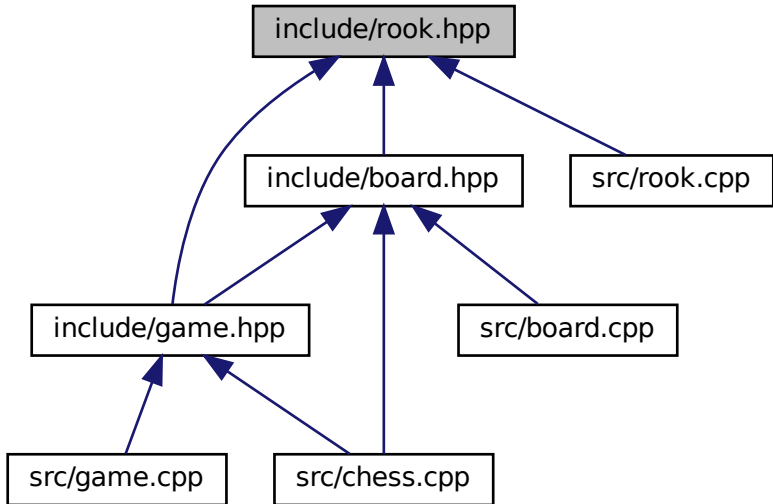 include/rook.hpp
include/board.hpp
src/rook.cpp
include/game.hpp
src/board.cpp
src/game.cpp
src/chess.cpp